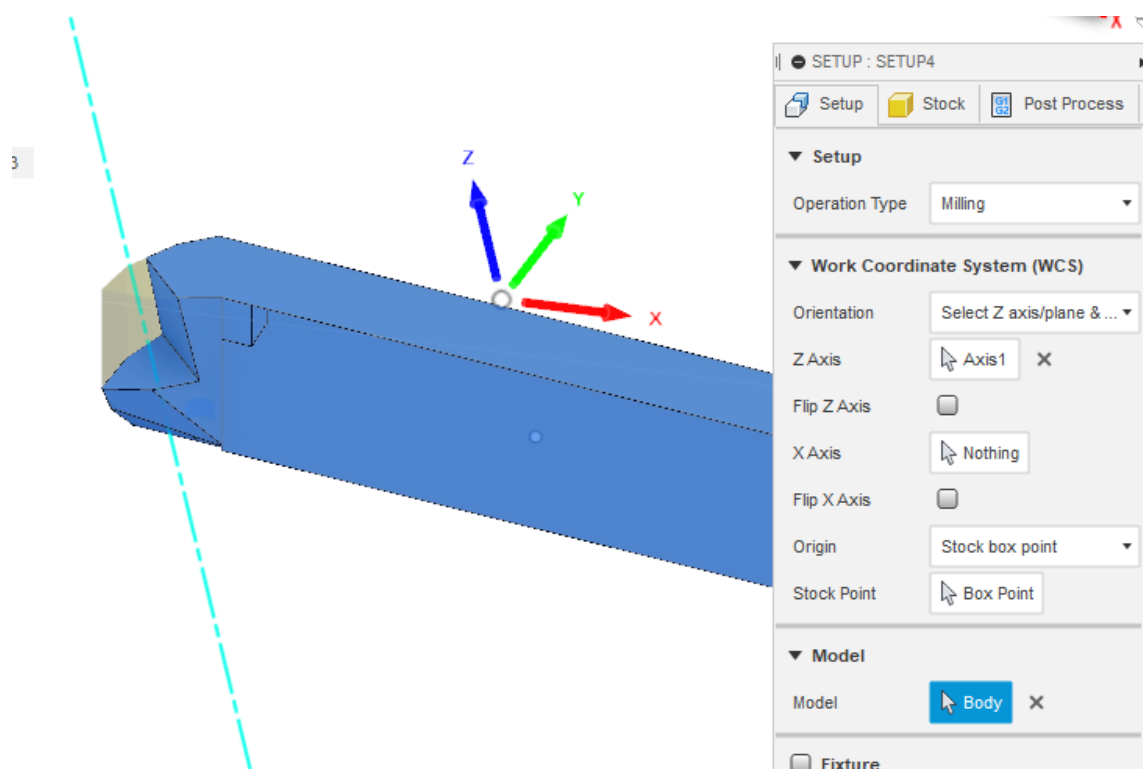 X
SETUP : SETUP4
Setup
Stock
G1
G2
Post Process
3
Setup
Z
Operation Type
Milling
Y
Work Coordinate System (WCS)
Orientation
Select Z axis/plane & ...
X
Z Axis
Axis1
Flip Z Axis
X Axis
Nothing
Flip X Axis
Origin
Stock box point
Stock Point
Box Point
Model
Model
Body
Fixture